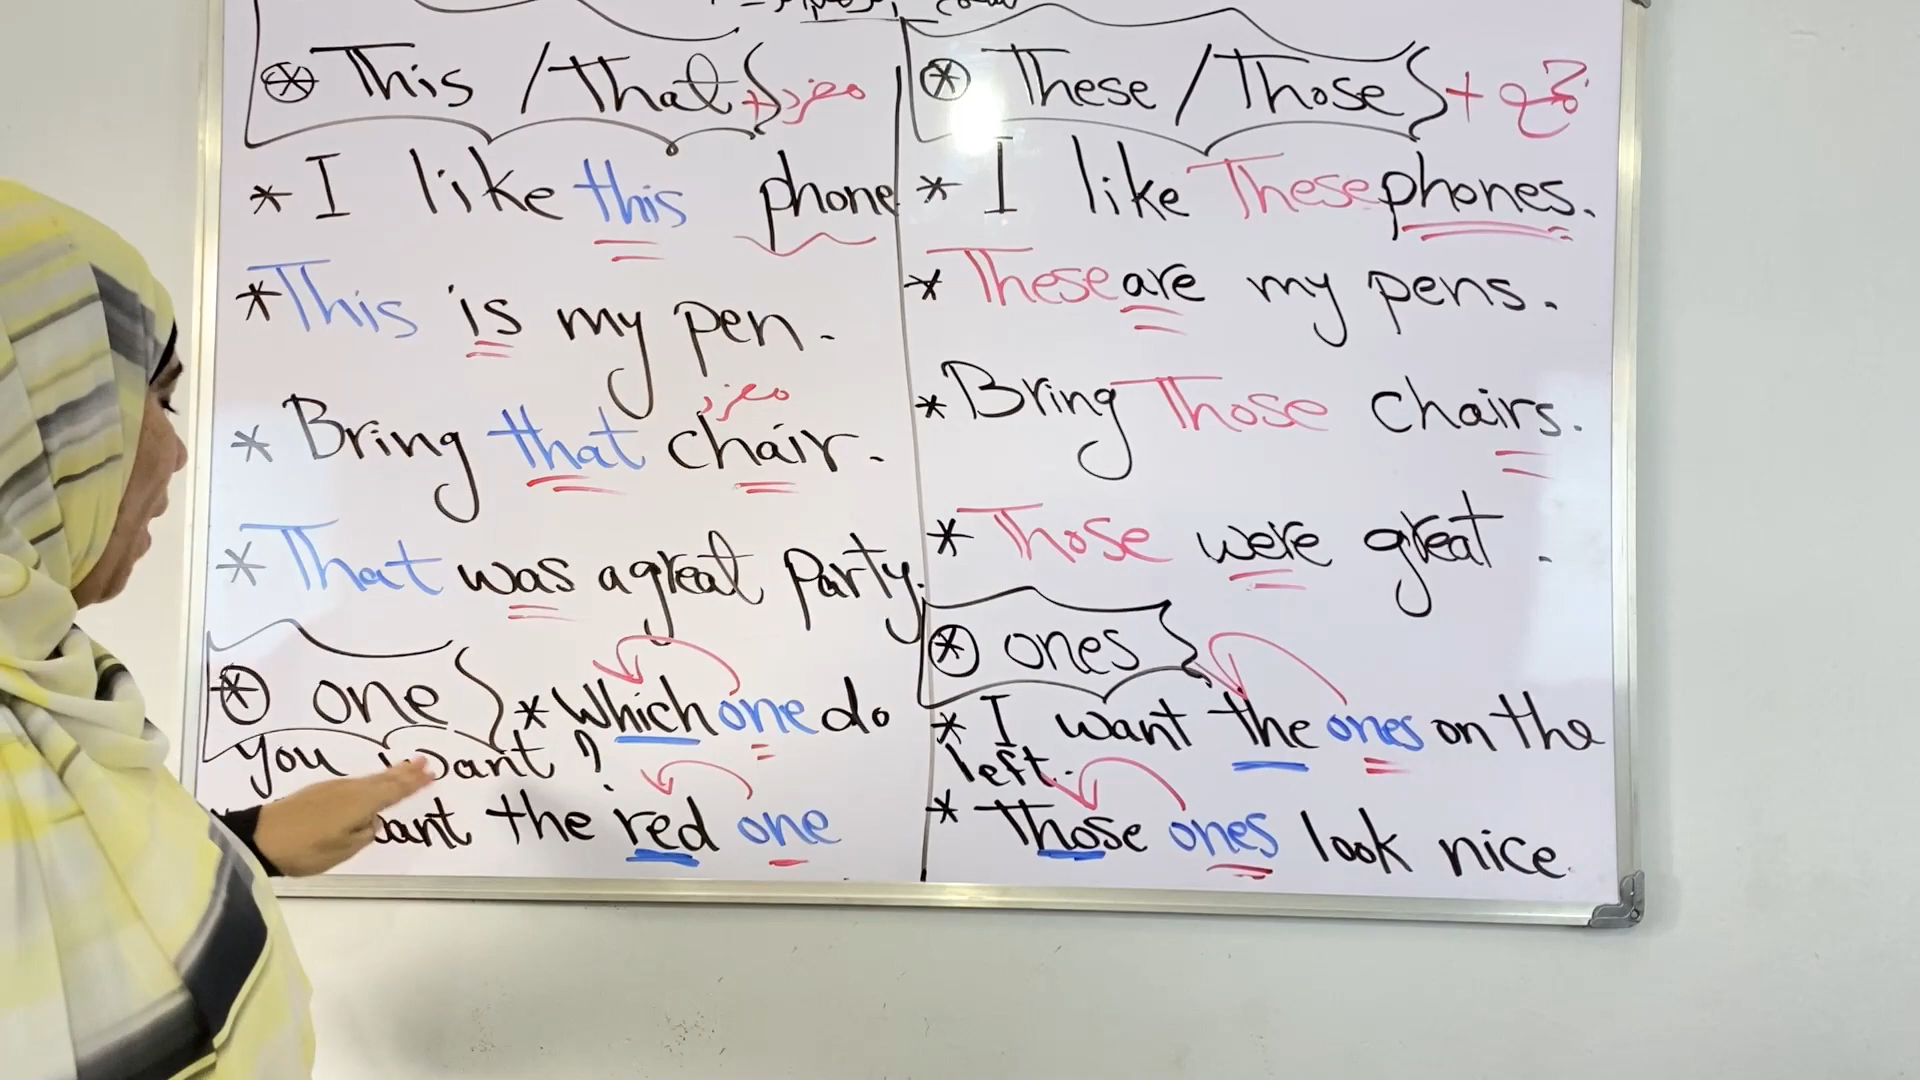 This / That + مفرد
* I like this phone
* This is my pen.
مفرد
* Bring that chair.
* That was a great party.
one
* Which one do
you want?
want the red one
These / Those + جمع
* I like These phones.
* These are my pens.
* Bring Those chairs.
* Those were great.
ones
* I want the ones on the
left.
* Those ones look nice.